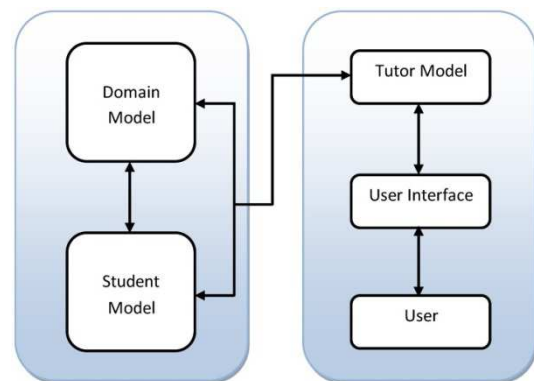 Domain
Model
Student
Model
Tutor Model
User Interface
User